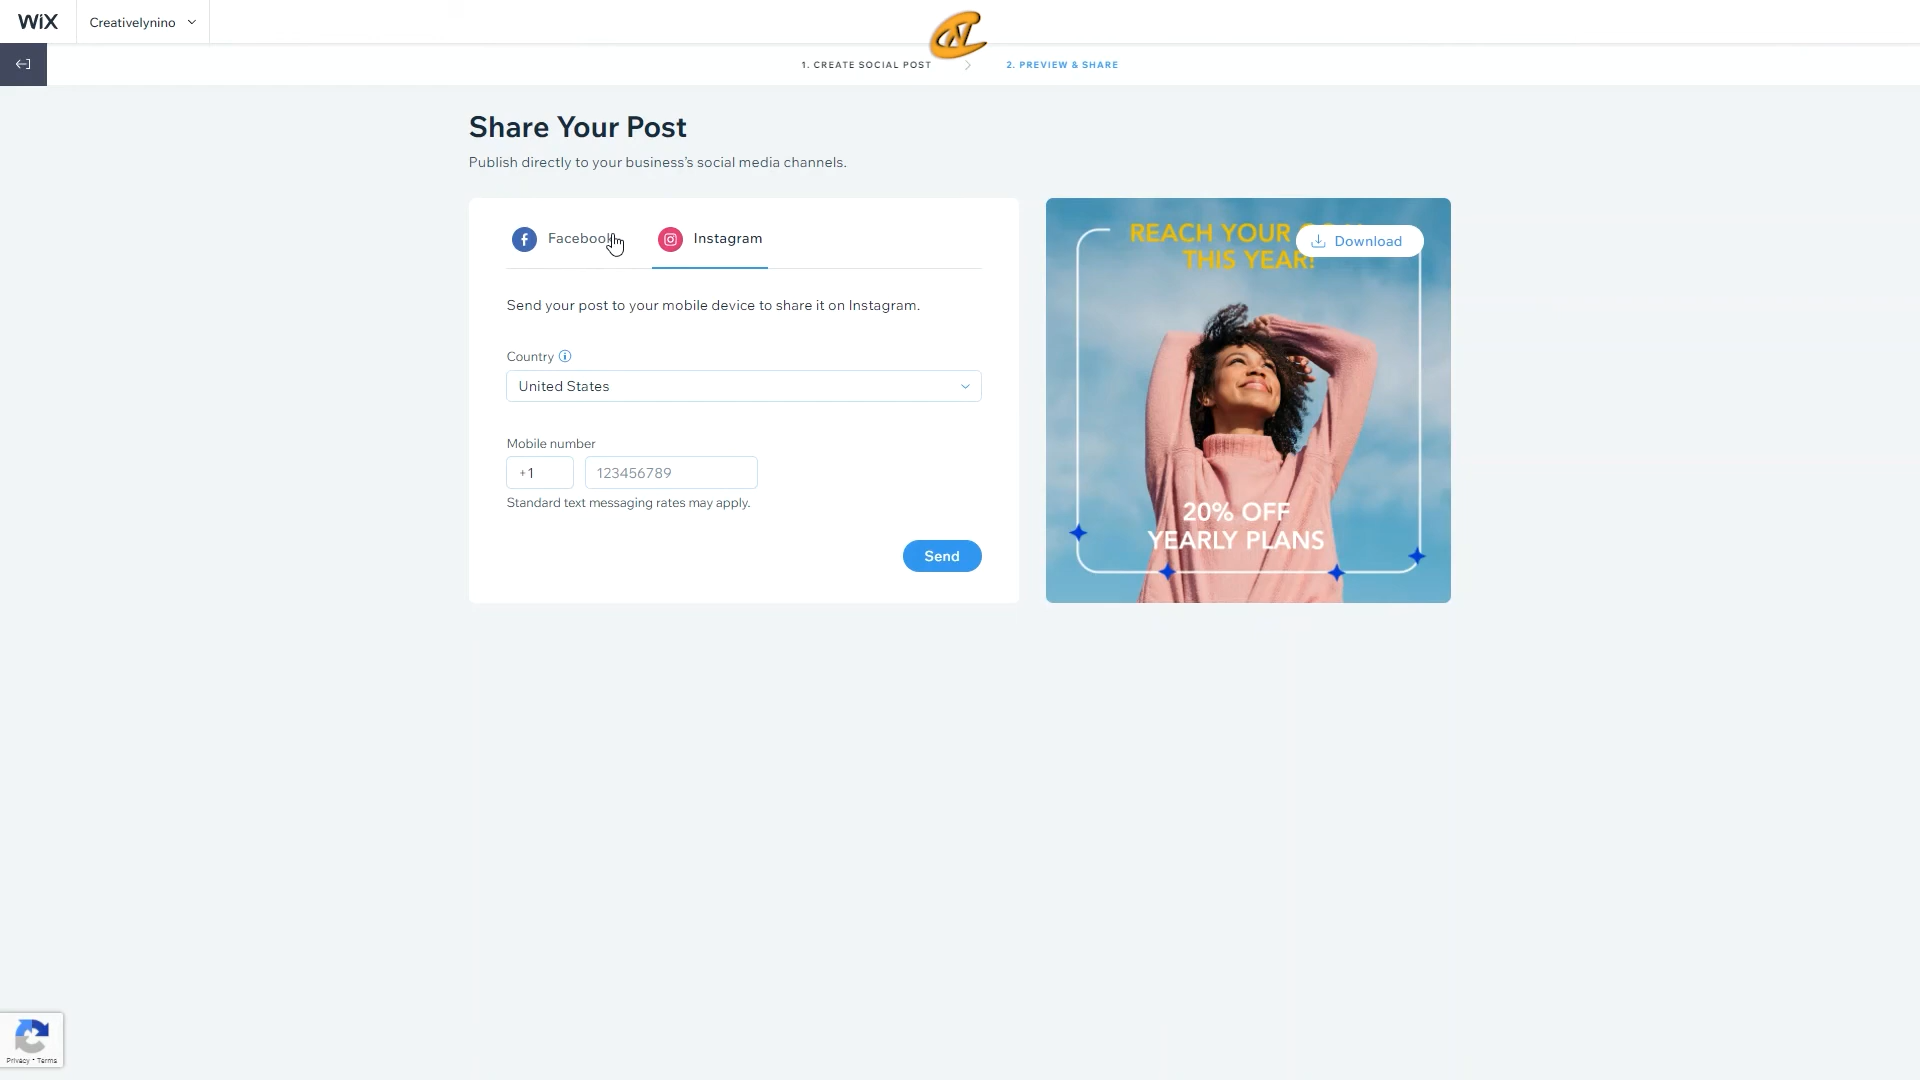 WiX
Creativelynino
1. CREATE SOCIAL POST
2. PREVIEW & SHARE
Share Your Post
Publish directly to your business's social media channels.
Facebook
Instagram
Send your post to your mobile device to share it on Instagram.
Country
United States
Mobile number
+1
123456789
Standard text messaging rates may apply.
Send
REACH YOUR
Download
THIS YEAR!
20% OFF
YEARLY PLANS
Privacy - Terms